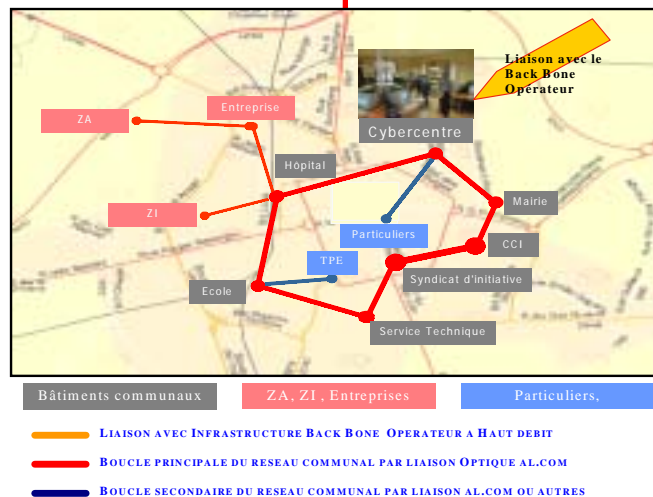 Liaison avec le
Back Bone
Opérateur
Entreprise
ZA
Cybercentre
Hôpital
Mairie
ZI
Particuliers
CCI
TPE
Syndicat d'initiative
Ecole
Service Technique
Bâtiments communaux
ZA, ZI , Entreprises
Particuliers,
LIAISON AVEC INFRASTRUCTURE BACK BONE OPERATEUR A HAUT DEBIT
BOUCLE PRINCIPALE DU RESEAU COMMUNAL PAR LIAISON OPTIQUE AL.COM
BOUCLE SECONDAIRE DU RESEAU COMMUNAL PAR LIAISON AL.COM OU AUTRES